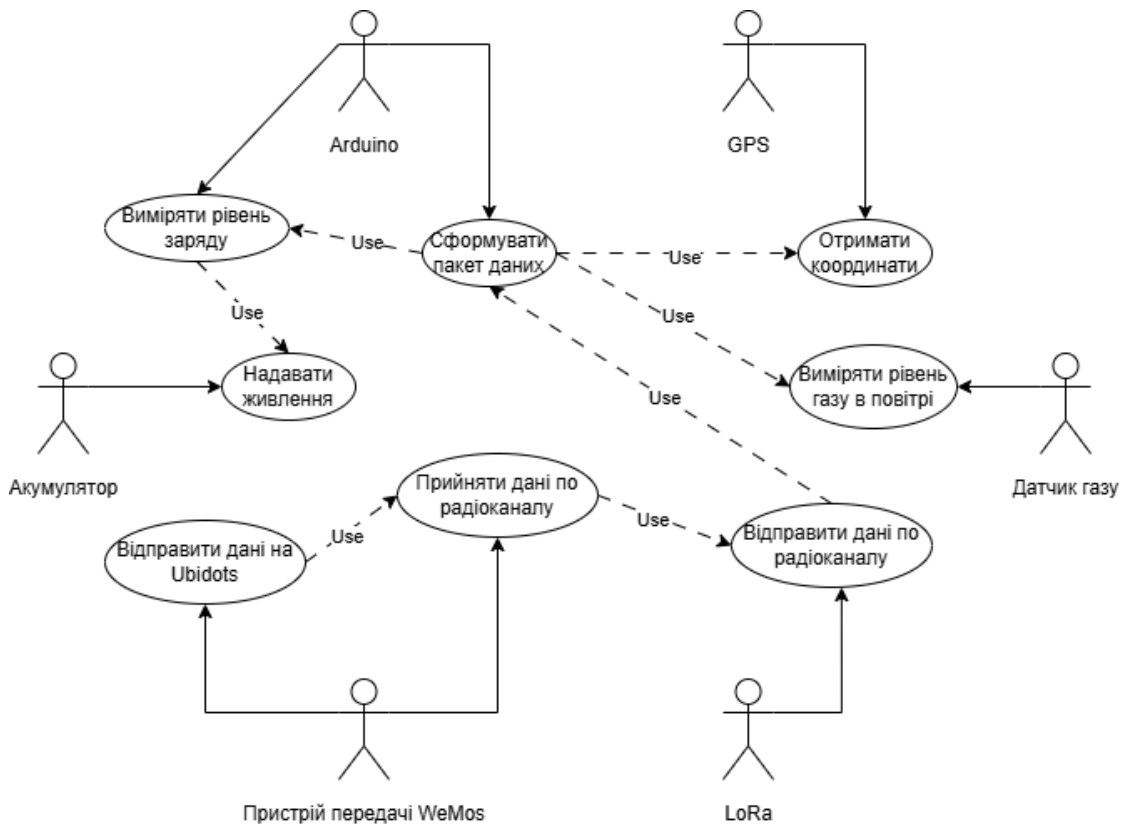 Arduino
GPS
Виміряти рівень
заряду
Use
Сформувати
пакет даних
Use
Отримати
координати
Use
Use
Надавати
живлення
Виміряти рівень
газу в повітрі
Use
Акумулятор
Датчик газу
Прийняти дані по
радіоканалу
Use
Відправити дані по
радіоканалу
Use
Відправити дані на
Ubidots
Пристрій передачі WeMos
LoRa